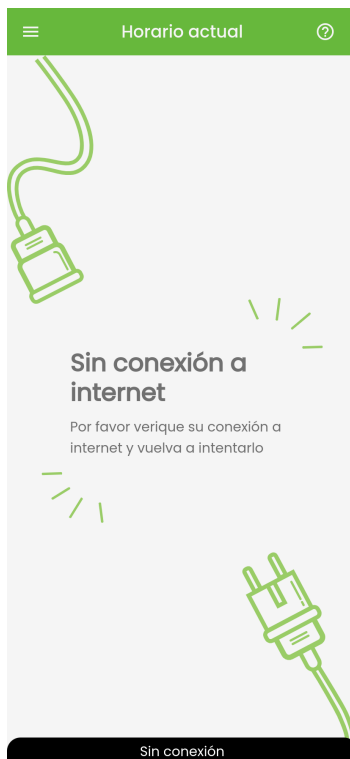 Horario actual
Sin conexión a
internet
Por favor verique su conexión a
internet y vuelva a intentarlo
Sin conexión